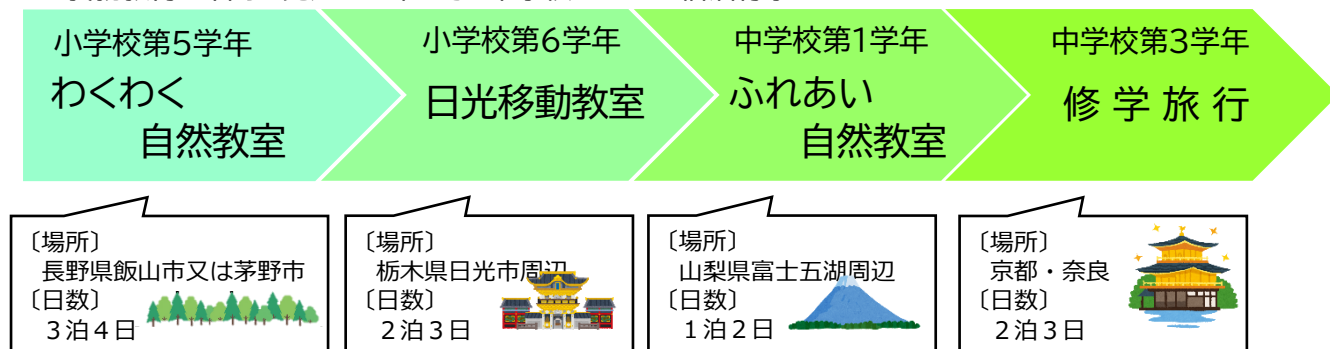 小学校第5学年
わくわく
自然教室
小学校第6学年
日光移動教室
中学校第1学年
ふれあい
自然教室
中学校第3学年
修学旅行
〔場所〕
長野県飯山市又は茅野市
〔日数〕
３泊４日
〔場所〕
栃木県日光市周辺
〔日数〕
２泊３日
〔場所〕
山梨県富士五湖周辺
〔日数〕
１泊２日
〔場所〕
京都・奈良
〔日数〕
２泊３日